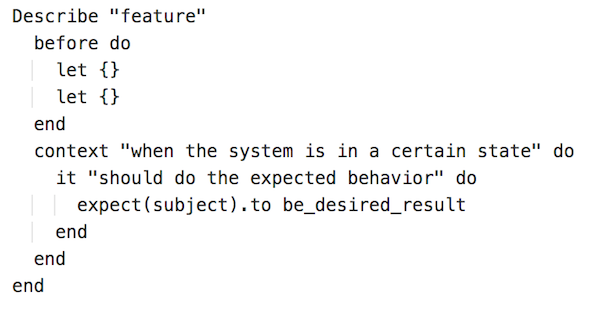 Describe "feature"
  before do
    let {}
    let {}
  end
  context "when the system is in a certain state" do
    it "should do the expected behavior" do
      expect(subject).to be_desired_result
    end
  end
end